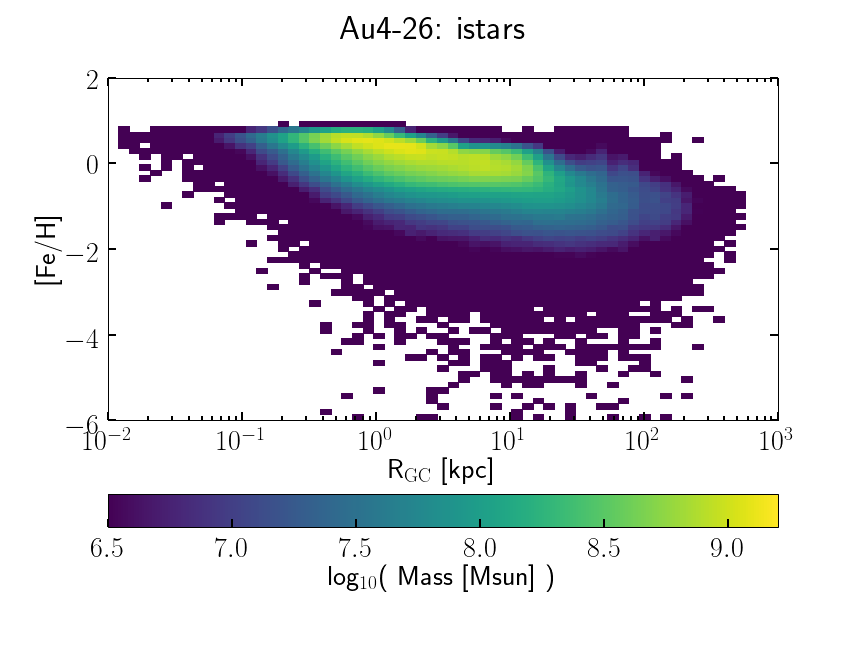 Au4-26: istars
2
0
−2
−4
−6
[Fe/H]
10⁻² 10⁻¹ 10⁰ 10¹ 10² 10³
R_GC [kpc]
6.5 7.0 7.5 8.0 8.5 9.0
log₁₀( Mass [Msun] )